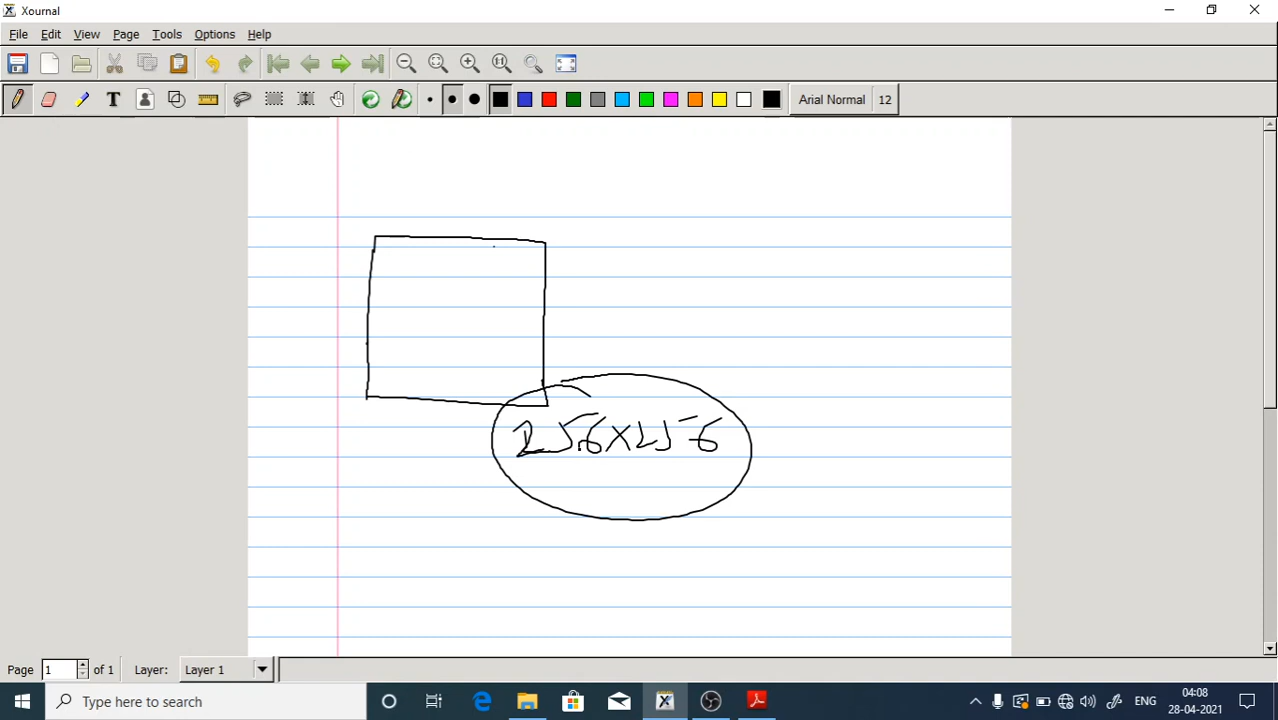 Xournal
File Edit View Page Tools Options Help
T Arial Normal 12
256x256
Page 1 of 1 Layer: Layer 1
Type here to search ENG 04:08
28-04-2021